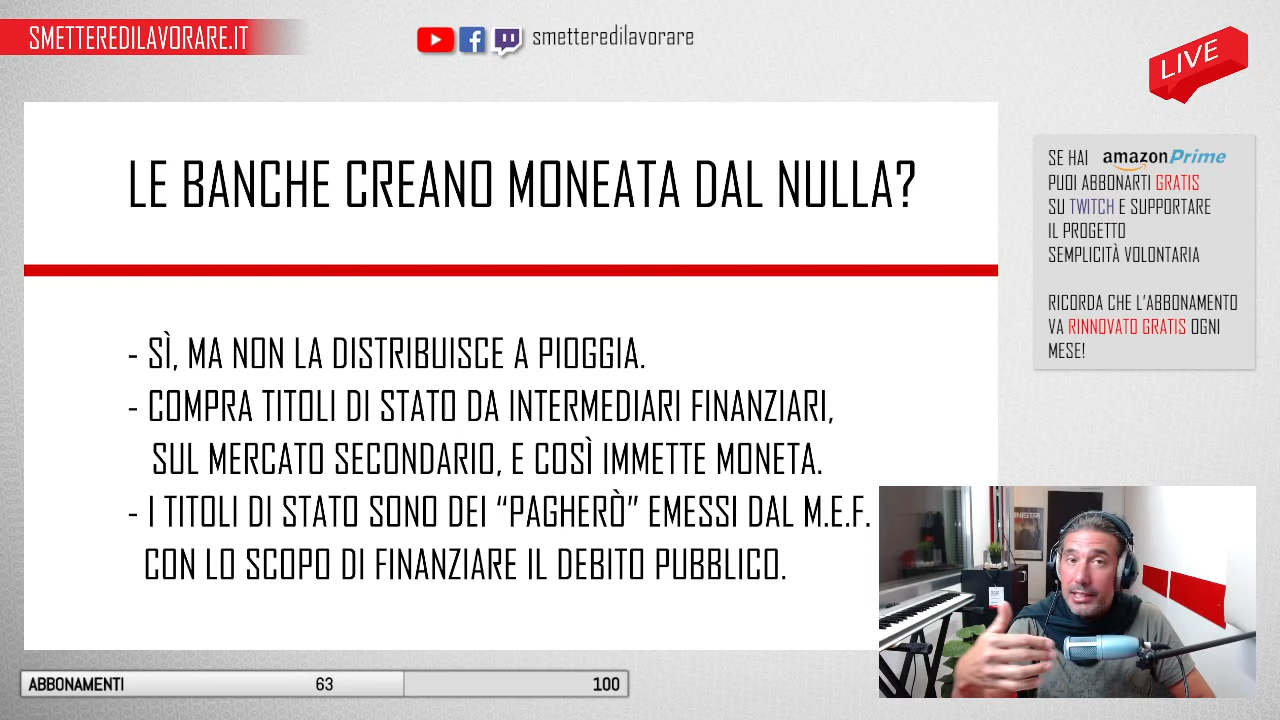 SMETTEREDILAVORARE.IT
smetteredilavorare
LIVE
LE BANCHE CREANO MONEATA DAL NULLA?
- SÌ, MA NON LA DISTRIBUISCE A PIOGGIA.
- COMPRA TITOLI DI STATO DA INTERMEDIARI FINANZIARI,
SUL MERCATO SECONDARIO, E COSÌ IMMETTE MONETA.
- I TITOLI DI STATO SONO DEI “PAGHERÒ” EMESSI DAL M.E.F.
CON LO SCOPO DI FINANZIARE IL DEBITO PUBBLICO.
SE HAI amazonPrime
PUOI ABBONARTI GRATIS
SU TWITCH E SUPPORTARE
IL PROGETTO
SEMPLICITÀ VOLONTARIA
RICORDA CHE L'ABBONAMENTO
VA RINNOVATO GRATIS OGNI
MESE!
ABBONAMENTI 63 100